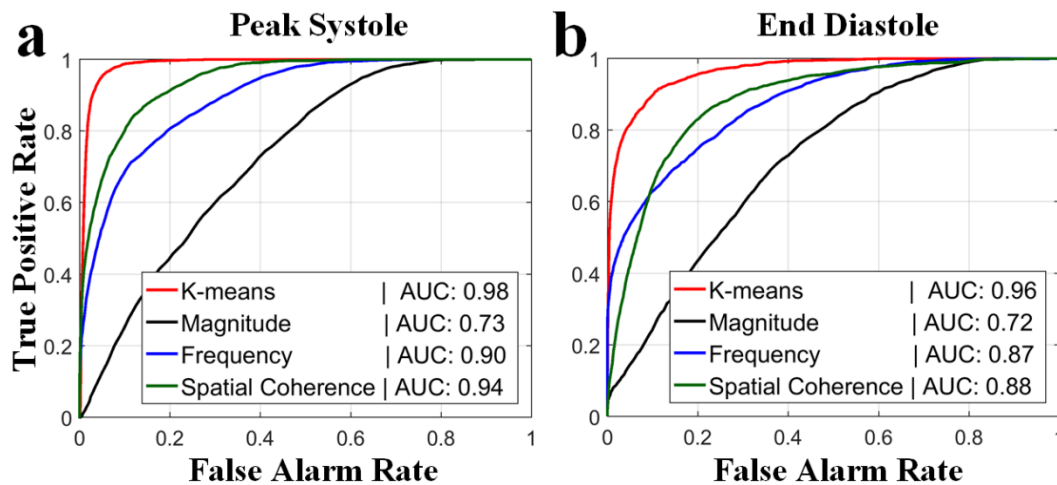 a
Peak Systole
True Positive Rate
1
0.8
0.6
0.4
0.2
0
K-means | AUC: 0.98
Magnitude | AUC: 0.73
Frequency | AUC: 0.90
Spatial Coherence | AUC: 0.94
0 0.2 0.4 0.6 0.8 1
False Alarm Rate
b
End Diastole
1
0.8
0.6
0.4
0.2
0
K-means | AUC: 0.96
Magnitude | AUC: 0.72
Frequency | AUC: 0.87
Spatial Coherence | AUC: 0.88
0 0.2 0.4 0.6 0.8 1
False Alarm Rate